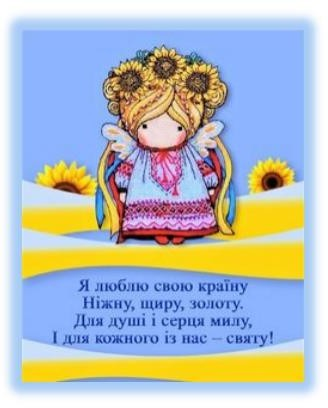 Я люблю свою країну
Ніжну, щиру, золоту.
Для душі і серця милу,
І для кожного із нас – святу!